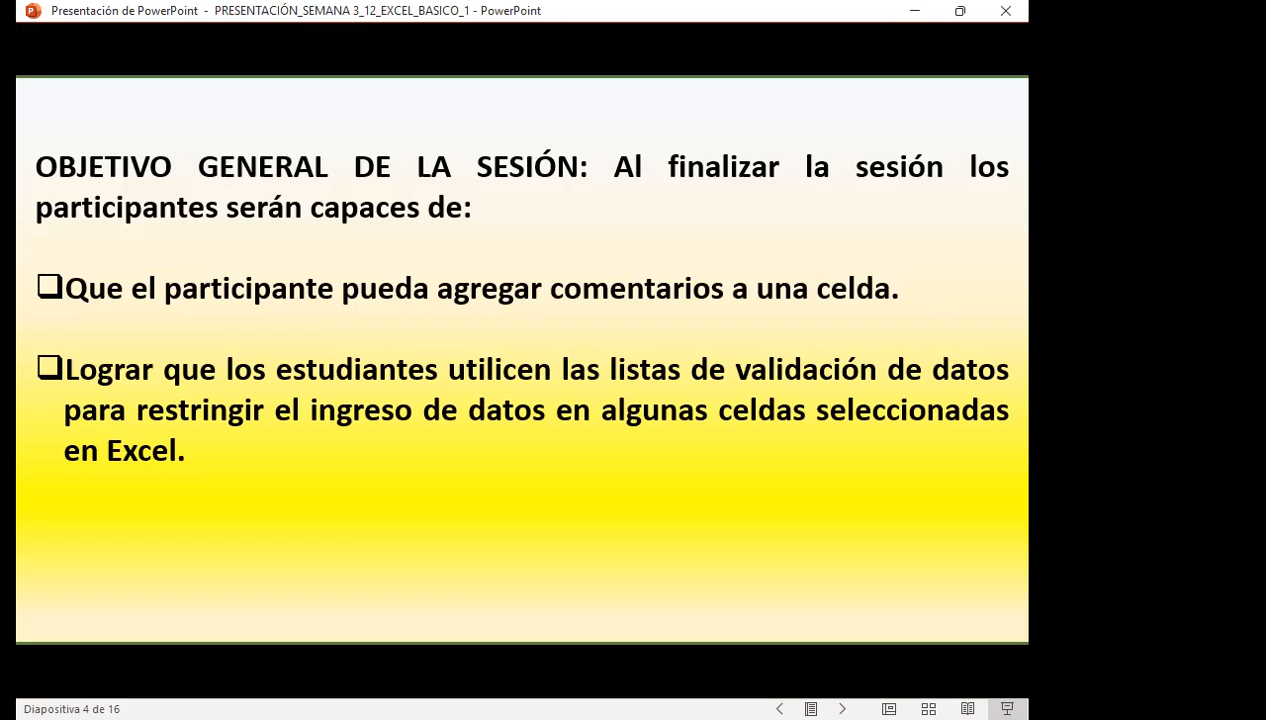 Presentación de PowerPoint - PRESENTACIÓN_SEMANA 3_12_EXCEL_BASICO_1 - PowerPoint
OBJETIVO GENERAL DE LA SESIÓN: Al finalizar la sesión los
participantes serán capaces de:
Que el participante pueda agregar comentarios a una celda.
Lograr que los estudiantes utilicen las listas de validación de datos
para restringir el ingreso de datos en algunas celdas seleccionadas
en Excel.
Diapositiva 4 de 16